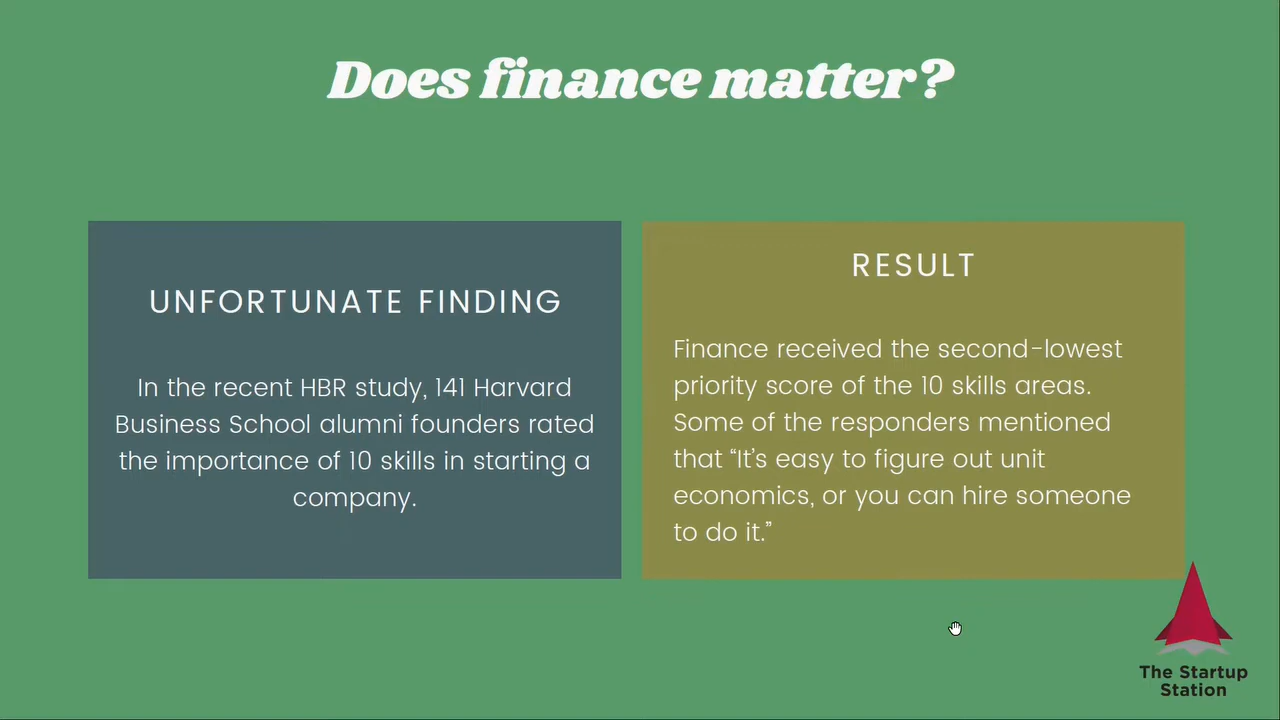 Does finance matter?
UNFORTUNATE FINDING
In the recent HBR study, 141 Harvard
Business School alumni founders rated
the importance of 10 skills in starting a
company.
RESULT
Finance received the second-lowest
priority score of the 10 skills areas.
Some of the responders mentioned
that “It’s easy to figure out unit
economics, or you can hire someone
to do it.”
The Startup
Station